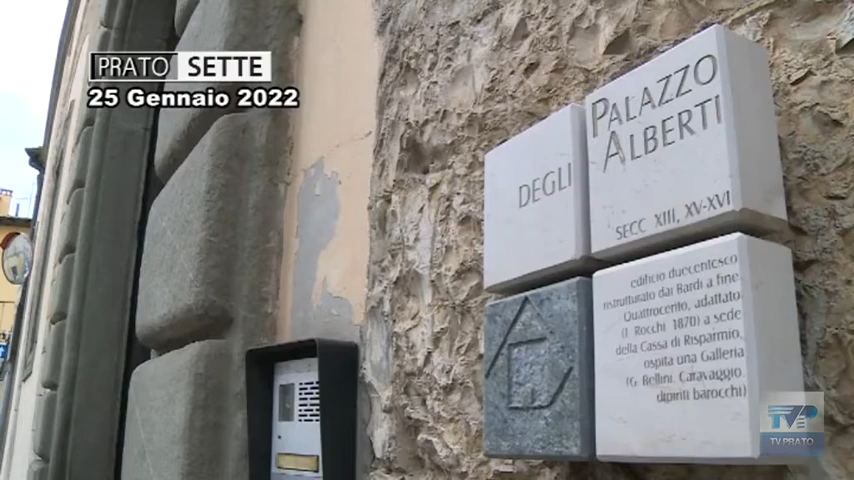 PRATO SETTE
25 Gennaio 2022
PALAZZO
DEGLI ALBERTI
SECC XIII, XV-XVI
edificio duecentesco
ristrutturato dai Bardi a fine
Quattrocento, adattato
(I. Rocchi 1870) a sede
della Cassa di Risparmio,
ospita una Galleria
(G. Bellini, Caravaggio,
dipinti barocchi)
TVP
TV PRATO